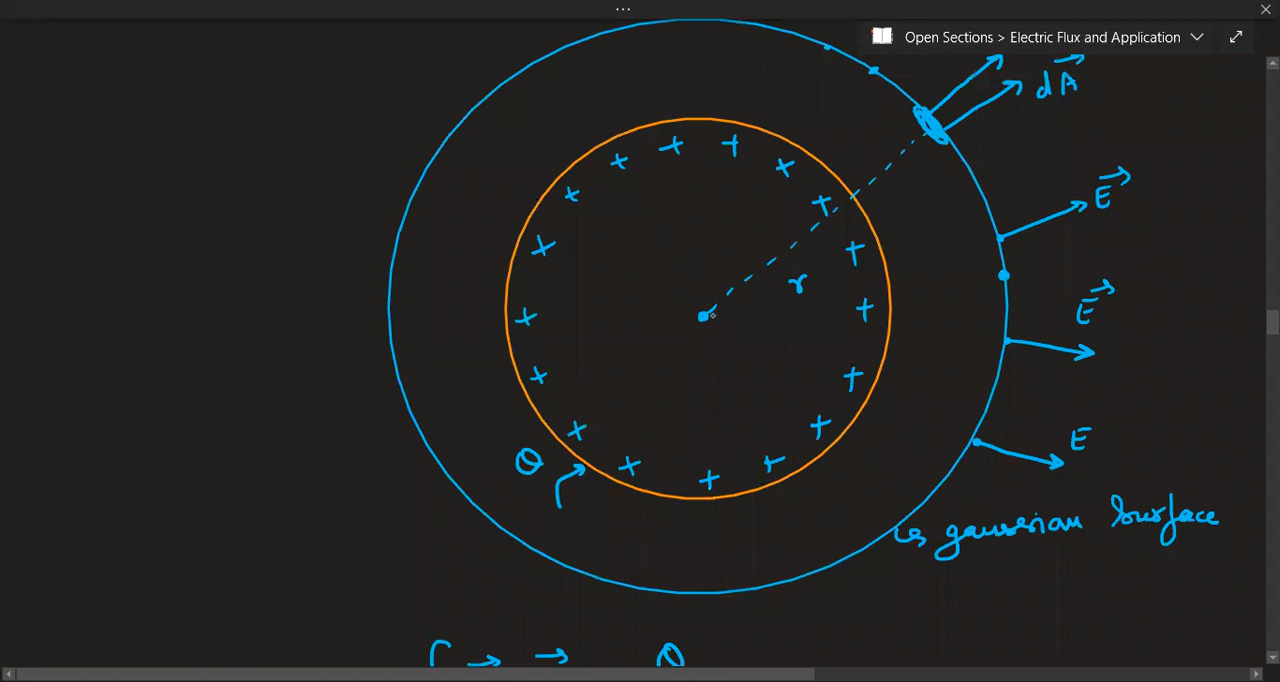 ...
Open Sections > Electric Flux and Application
dA
E
r
E
Q
E
↳ gaussian surface
∫ Q